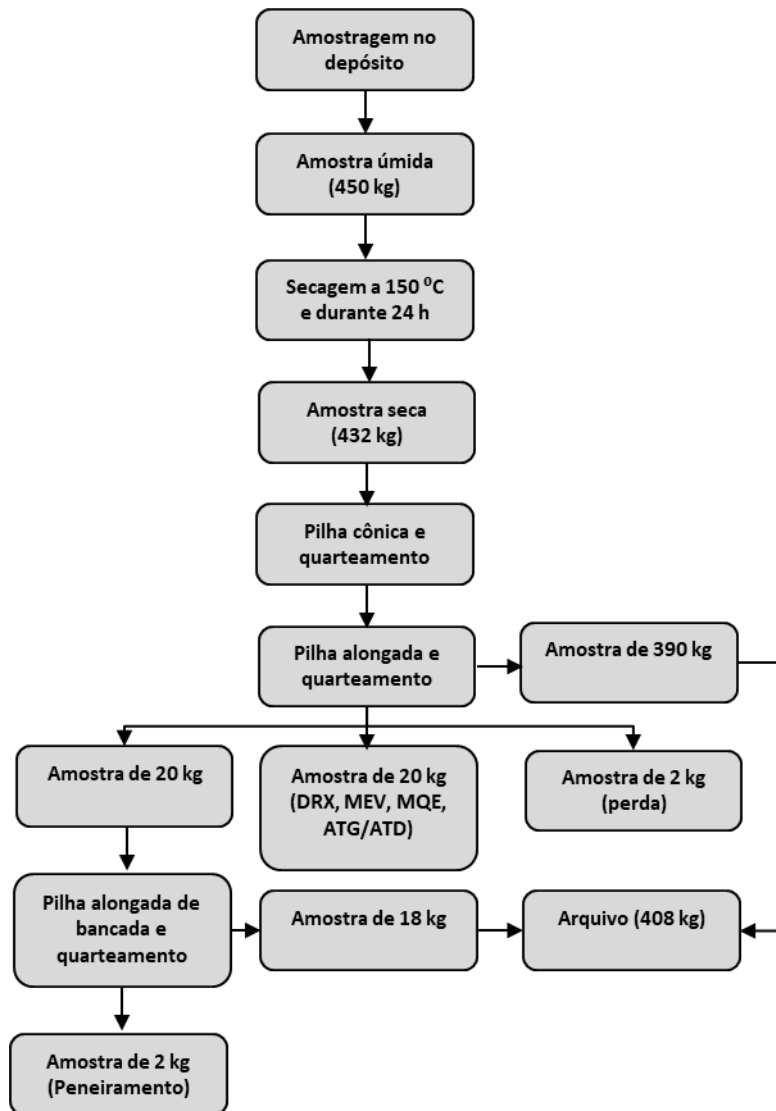 Amostragem no
depósito
Amostra úmida
(450 kg)
Secagem a 150 ⁰C
e durante 24 h
Amostra seca
(432 kg)
Pilha cônica e
quarteamento
Pilha alongada e
quarteamento
Amostra de 390 kg
Amostra de 20 kg
Amostra de 20 kg
(DRX, MEV, MQE,
ATG/ATD)
Amostra de 2 kg
(perda)
Pilha alongada de
bancada e
quarteamento
Amostra de 18 kg
Arquivo (408 kg)
Amostra de 2 kg
(Peneiramento)